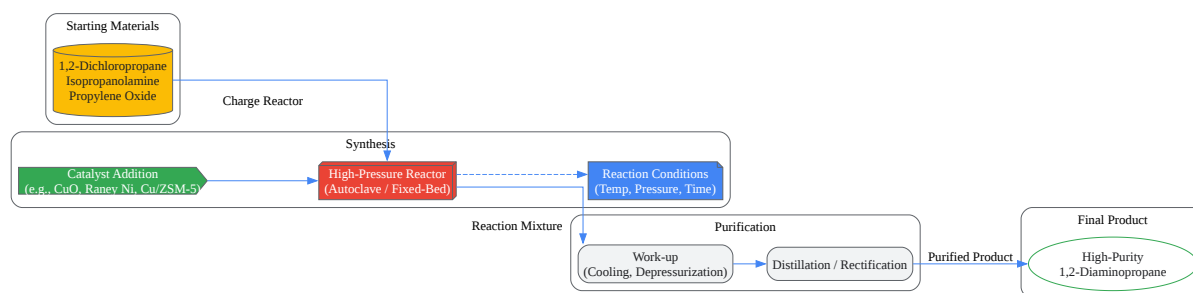 Starting Materials
1,2-Dichloropropane
Isopropanolamine
Propylene Oxide
Charge Reactor
Synthesis
Catalyst Addition
(e.g., CuO, Raney Ni, Cu/ZSM-5)
High-Pressure Reactor
(Autoclave / Fixed-Bed)
Reaction Conditions
(Temp, Pressure, Time)
Reaction Mixture
Purification
Work-up
(Cooling, Depressurization)
Distillation / Rectification
Purified Product
Final Product
High-Purity
1,2-Diaminopropane